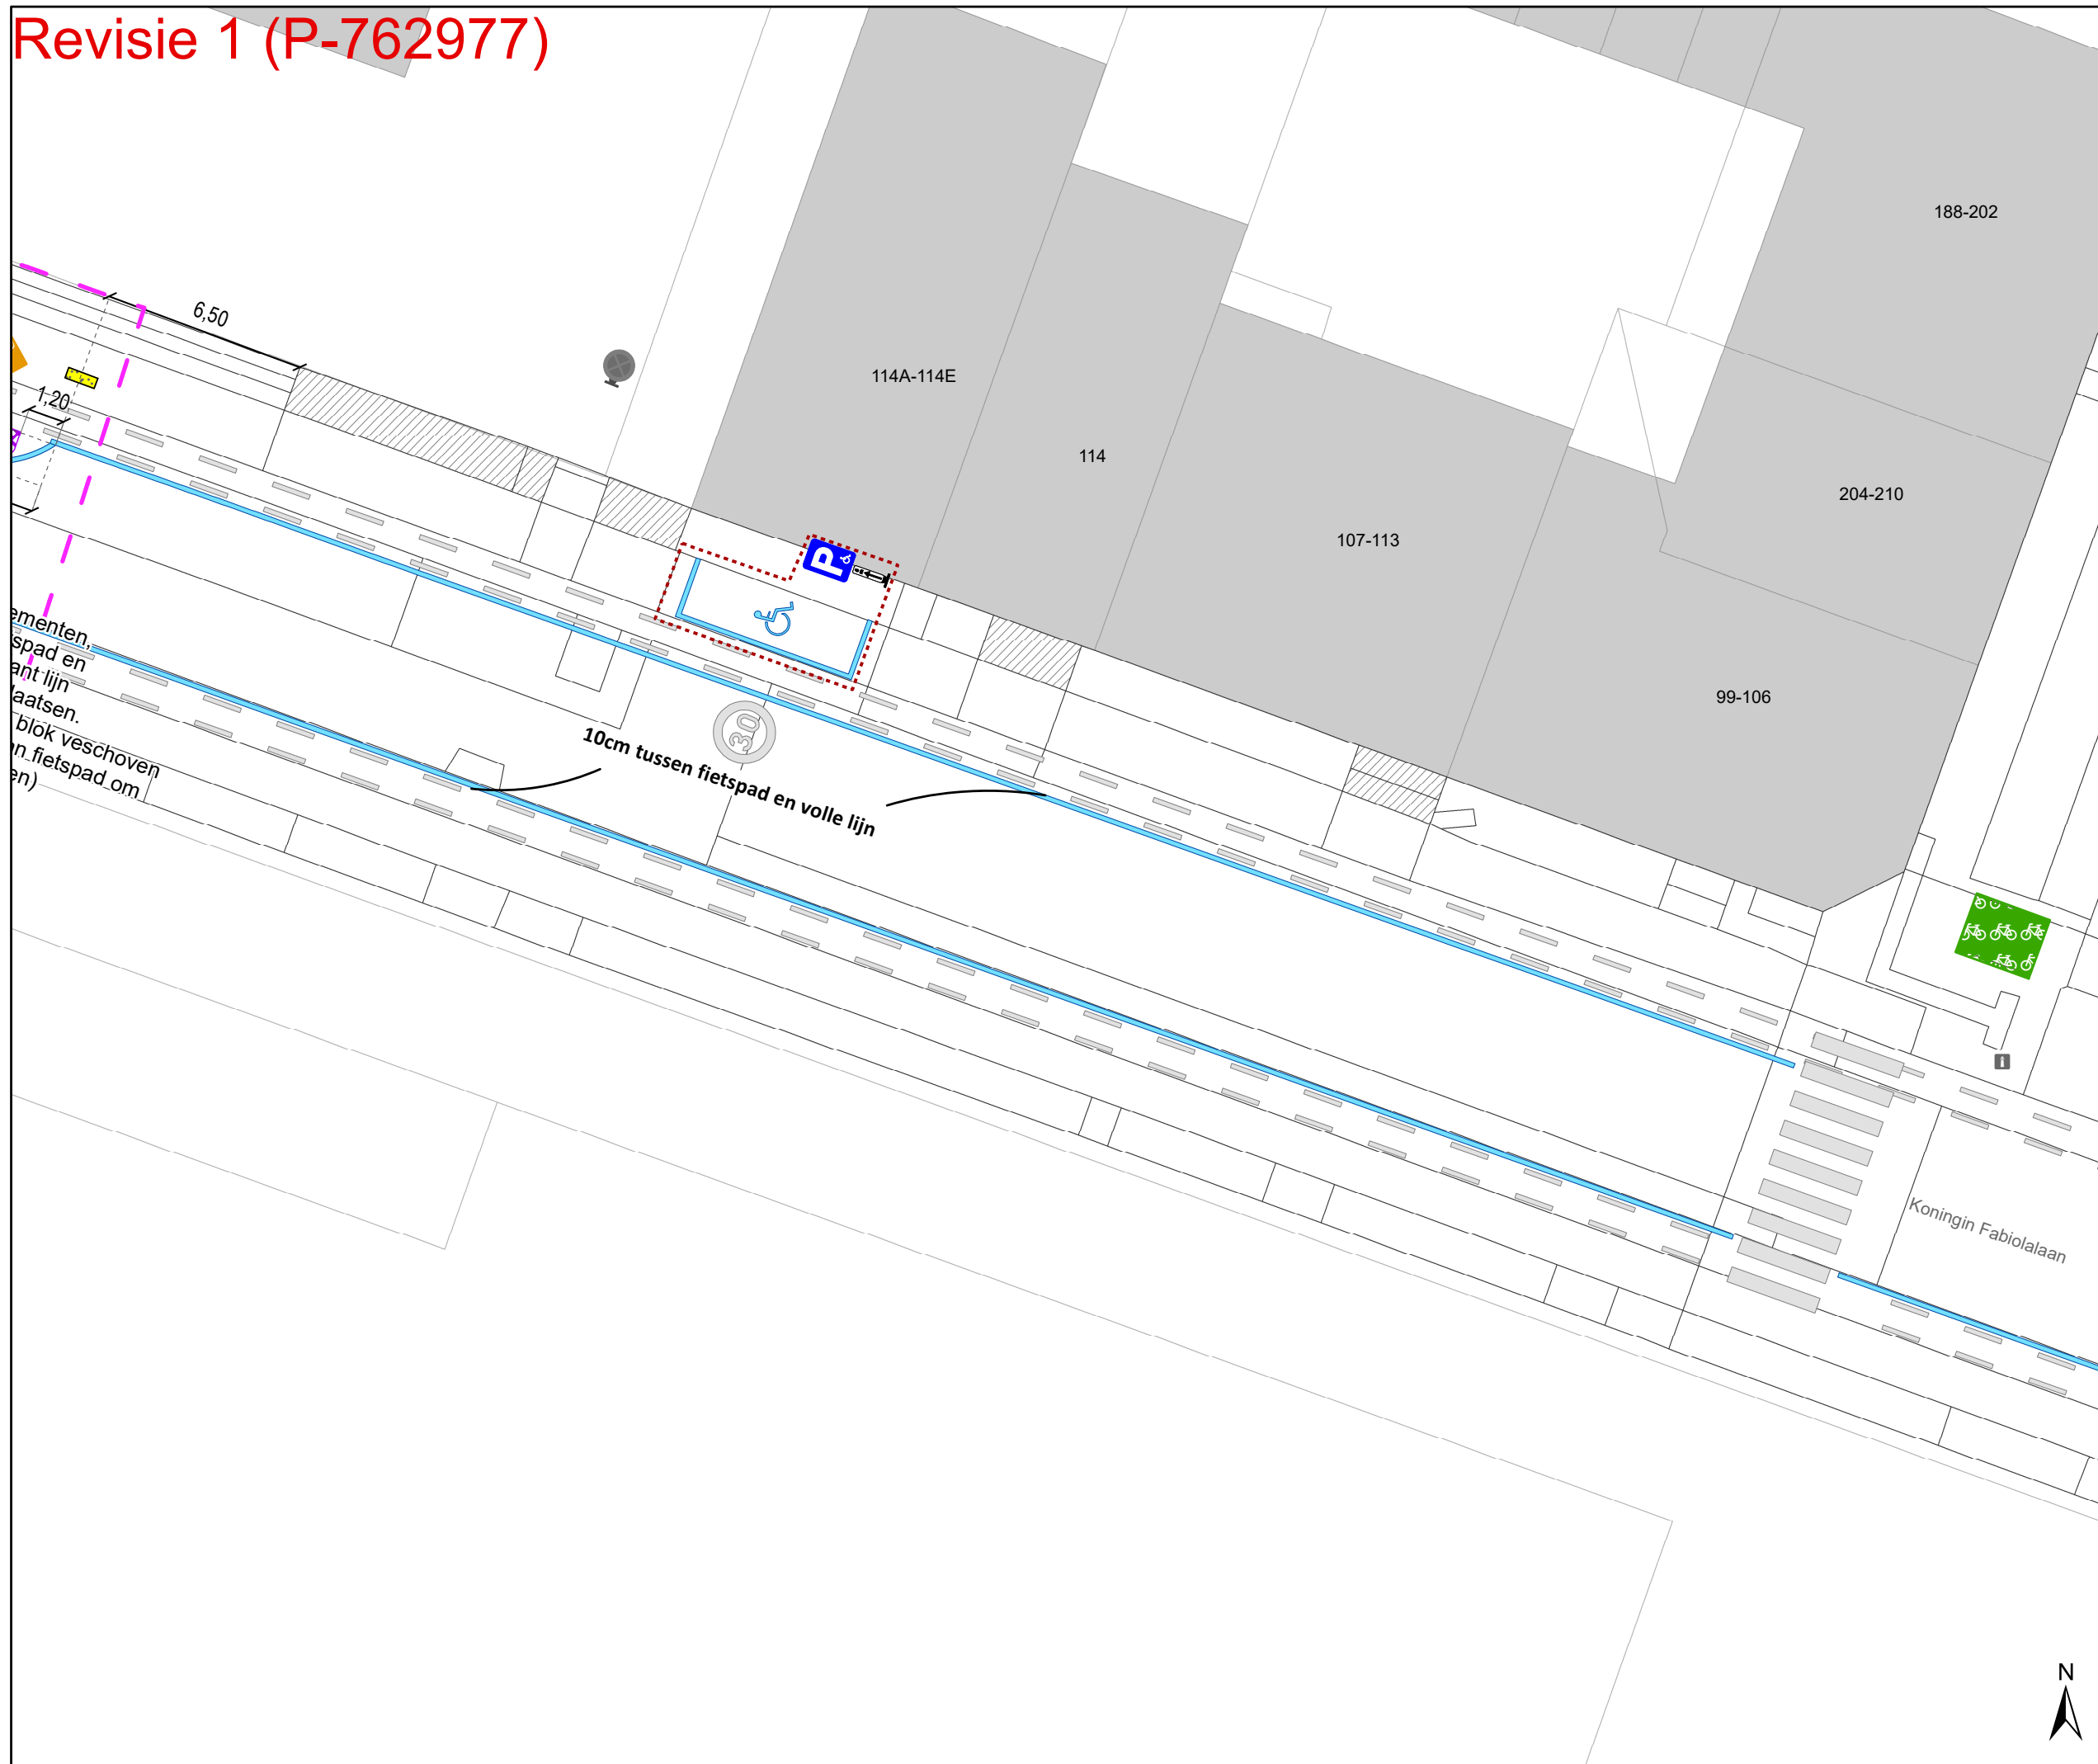 Revisie 1 (P-762977)
188-202
6,50
114A-114E
1,20
114
204-210
107-113
P
99-106
ementen,
spad en
ant lijn
laatsen.
blok veschoven
an fietspad om
en)
30
10cm tussen fietspad en volle lijn
i
Koningin Fabiolalaan
N